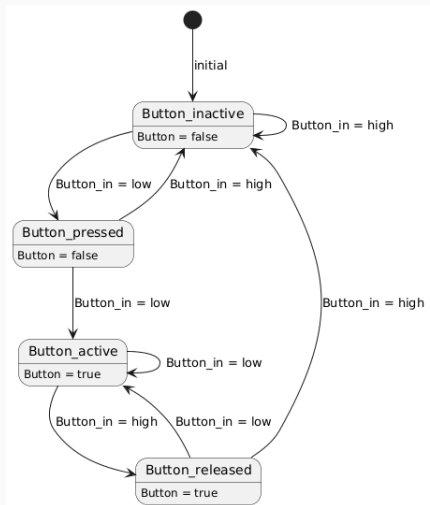 initial
Button_inactive
Button = false
Button_in = high
Button_in = low
Button_in = high
Button_pressed
Button = false
Button_in = low
Button_in = high
Button_active
Button = true
Button_in = low
Button_in = high
Button_in = low
Button_released
Button = true